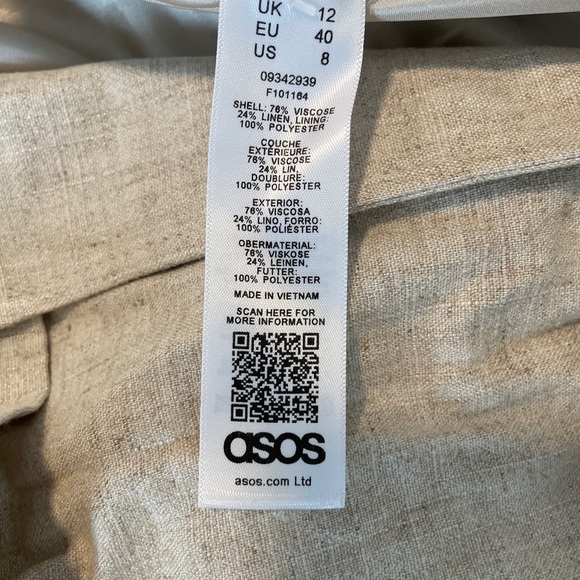 UK 12
EU 40
US 8
09342939
F101164
SHELL: 76% VISCOSE
24% LINEN, LINING:
100% POLYESTER
COUCHE
EXTÉRIEURE:
76% VISCOSE
24% LIN,
DOUBLURE:
100% POLYESTER
EXTERIOR:
76% VISCOSA
24% LINO, FORRO:
100% POLIÉSTER
OBERMATERIAL:
76% VISKOSE
24% LEINEN,
FUTTER:
100% POLYESTER
MADE IN VIETNAM
SCAN HERE FOR
MORE INFORMATION
asos
asos.com Ltd